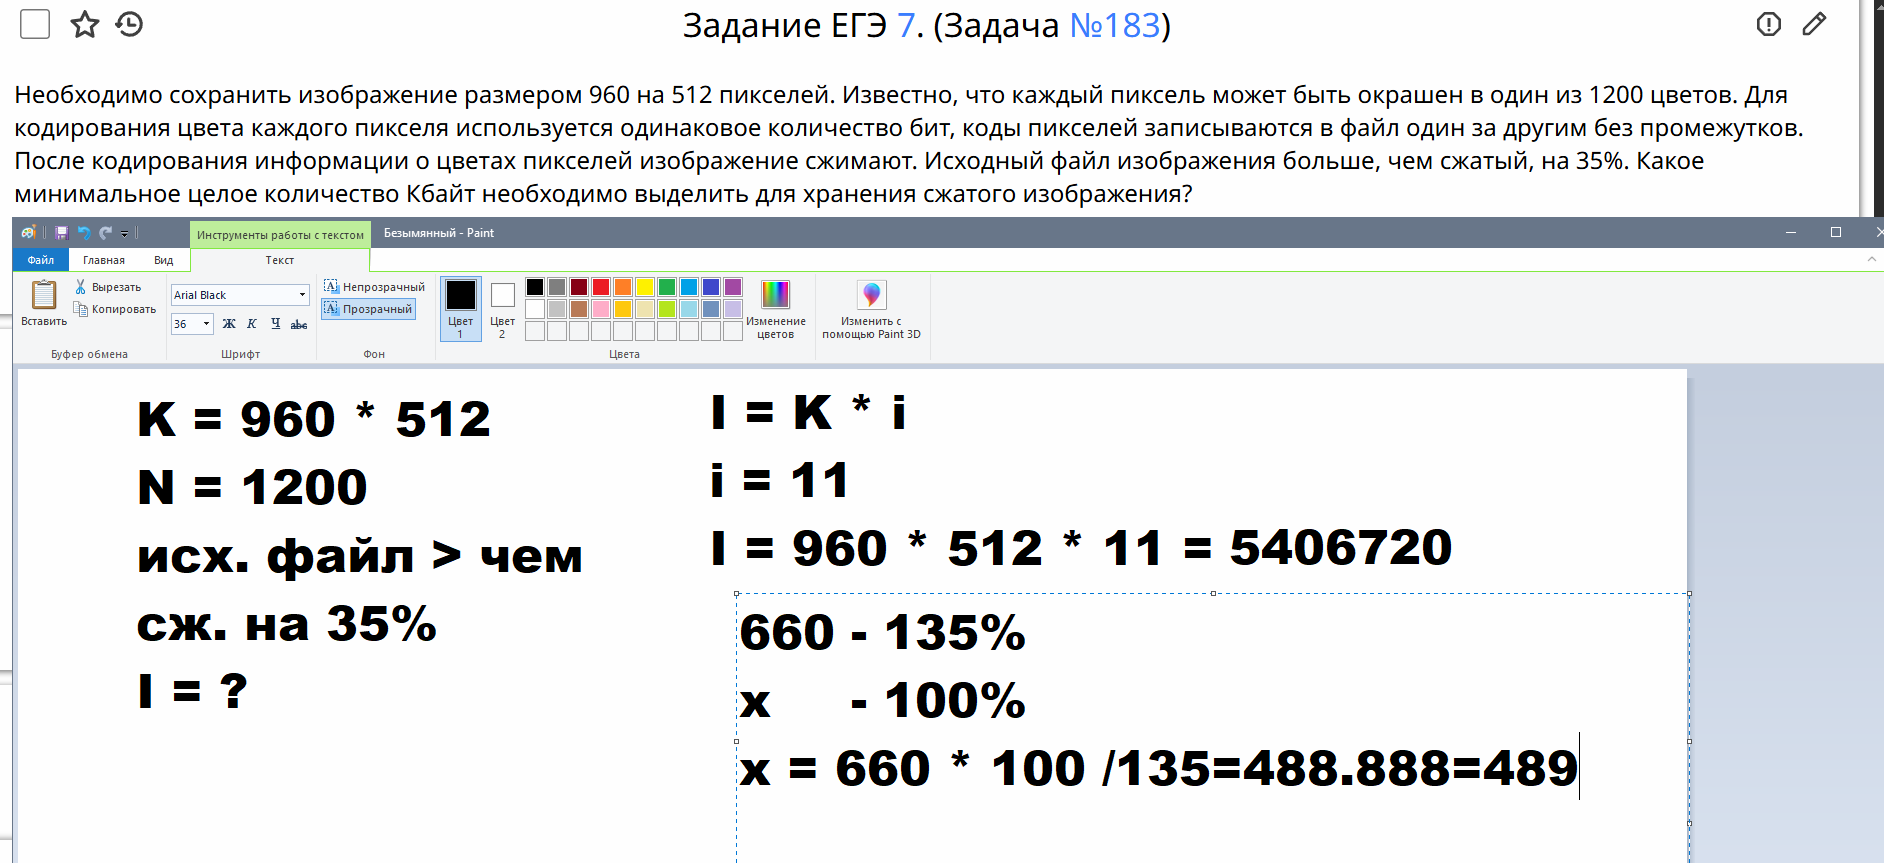 Задание ЕГЭ 7. (Задача №183)
Необходимо сохранить изображение размером 960 на 512 пикселей. Известно, что каждый пиксель может быть окрашен в один из 1200 цветов. Для
кодирования цвета каждого пикселя используется одинаковое количество бит, коды пикселей записываются в файл один за другим без промежутков.
После кодирования информации о цветах пикселей изображение сжимают. Исходный файл изображения больше, чем сжатый, на 35%. Какое
минимальное целое количество Кбайт необходимо выделить для хранения сжатого изображения?
Инструменты работы с текстом
Безымянный - Paint
Файл
Главная
Вид
Текст
Вставить
Вырезать
Копировать
Буфер обмена
Arial Black
36
Ж К Ч abc
Шрифт
Непрозрачный
Прозрачный
Фон
Цвет
1
Цвет
2
Изменение
цветов
Цвета
Изменить с
помощью Paint 3D
K = 960 * 512
N = 1200
исх. файл > чем
сж. на 35%
I = ?
I = K * i
i = 11
I = 960 * 512 * 11 = 5406720
660 - 135%
x - 100%
x = 660 * 100 /135=488.888=489